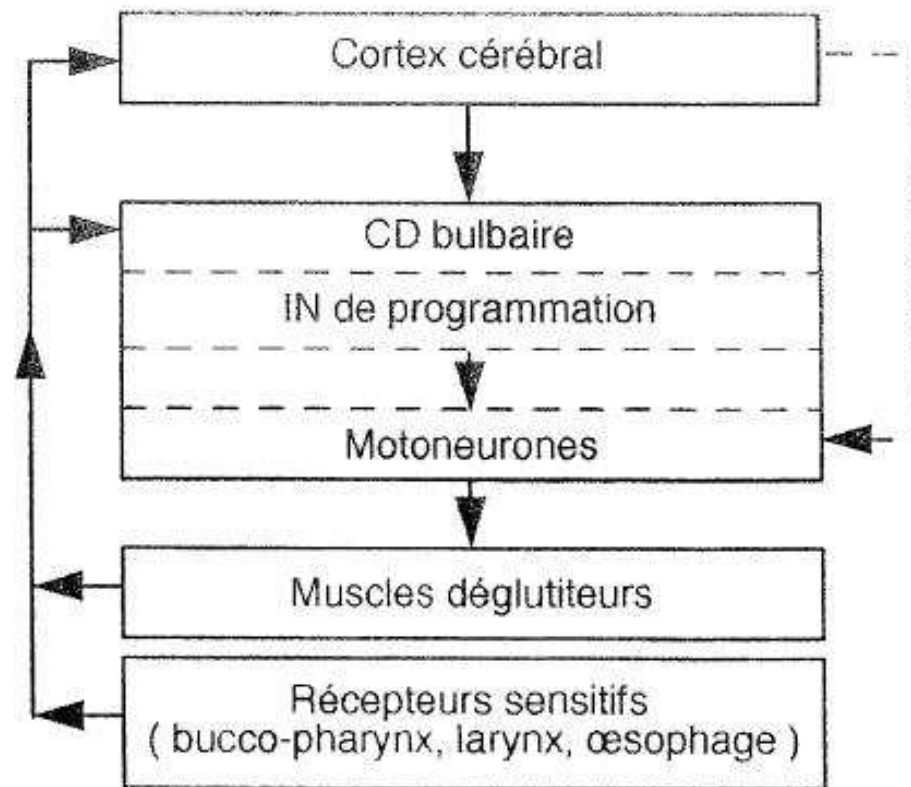 Cortex cérébral
CD bulbaire
IN de programmation
Motoneurones
Muscles déglutiteurs
Récepteurs sensitifs
( bucco-pharynx, larynx, œsophage )